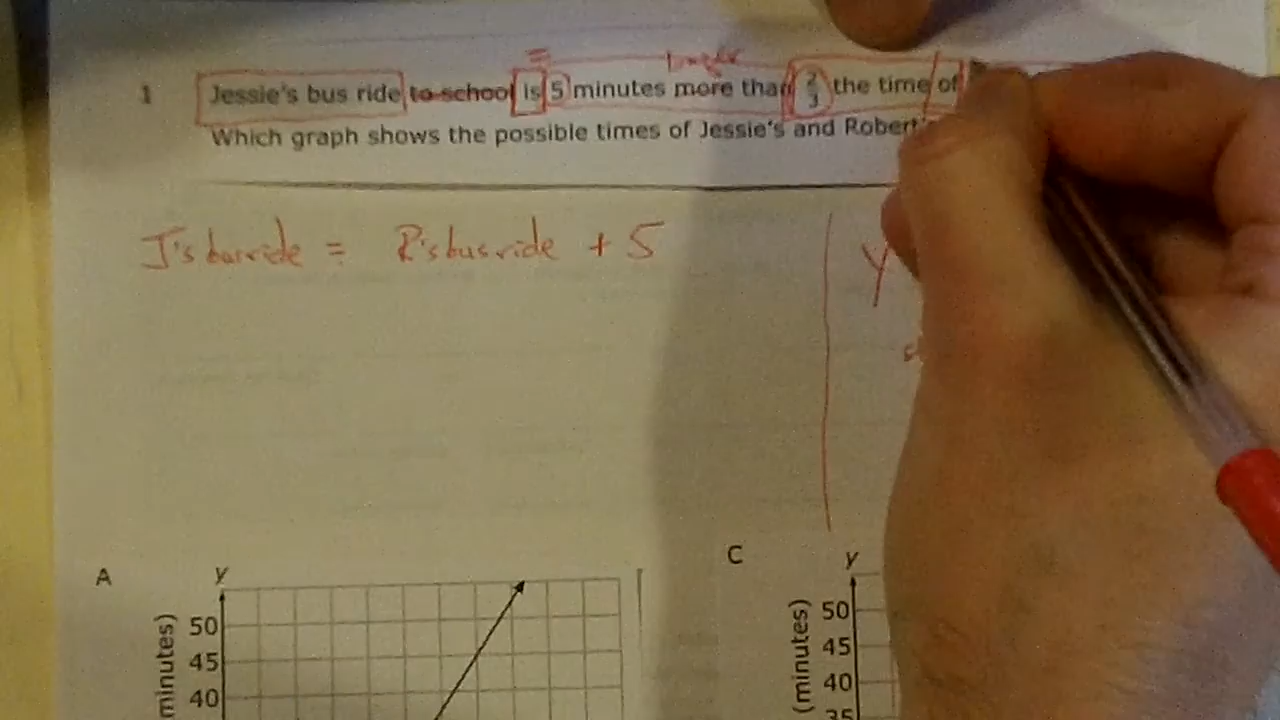 =
longer
1 Jessie's bus ride to school is 5 minutes more than 2/3 the time of
Which graph shows the possible times of Jessie's and Robert'
J's bus ride = R's bus ride + 5
y
A
y
(minutes)
50
45
40
C
y
(minutes)
50
45
40
35